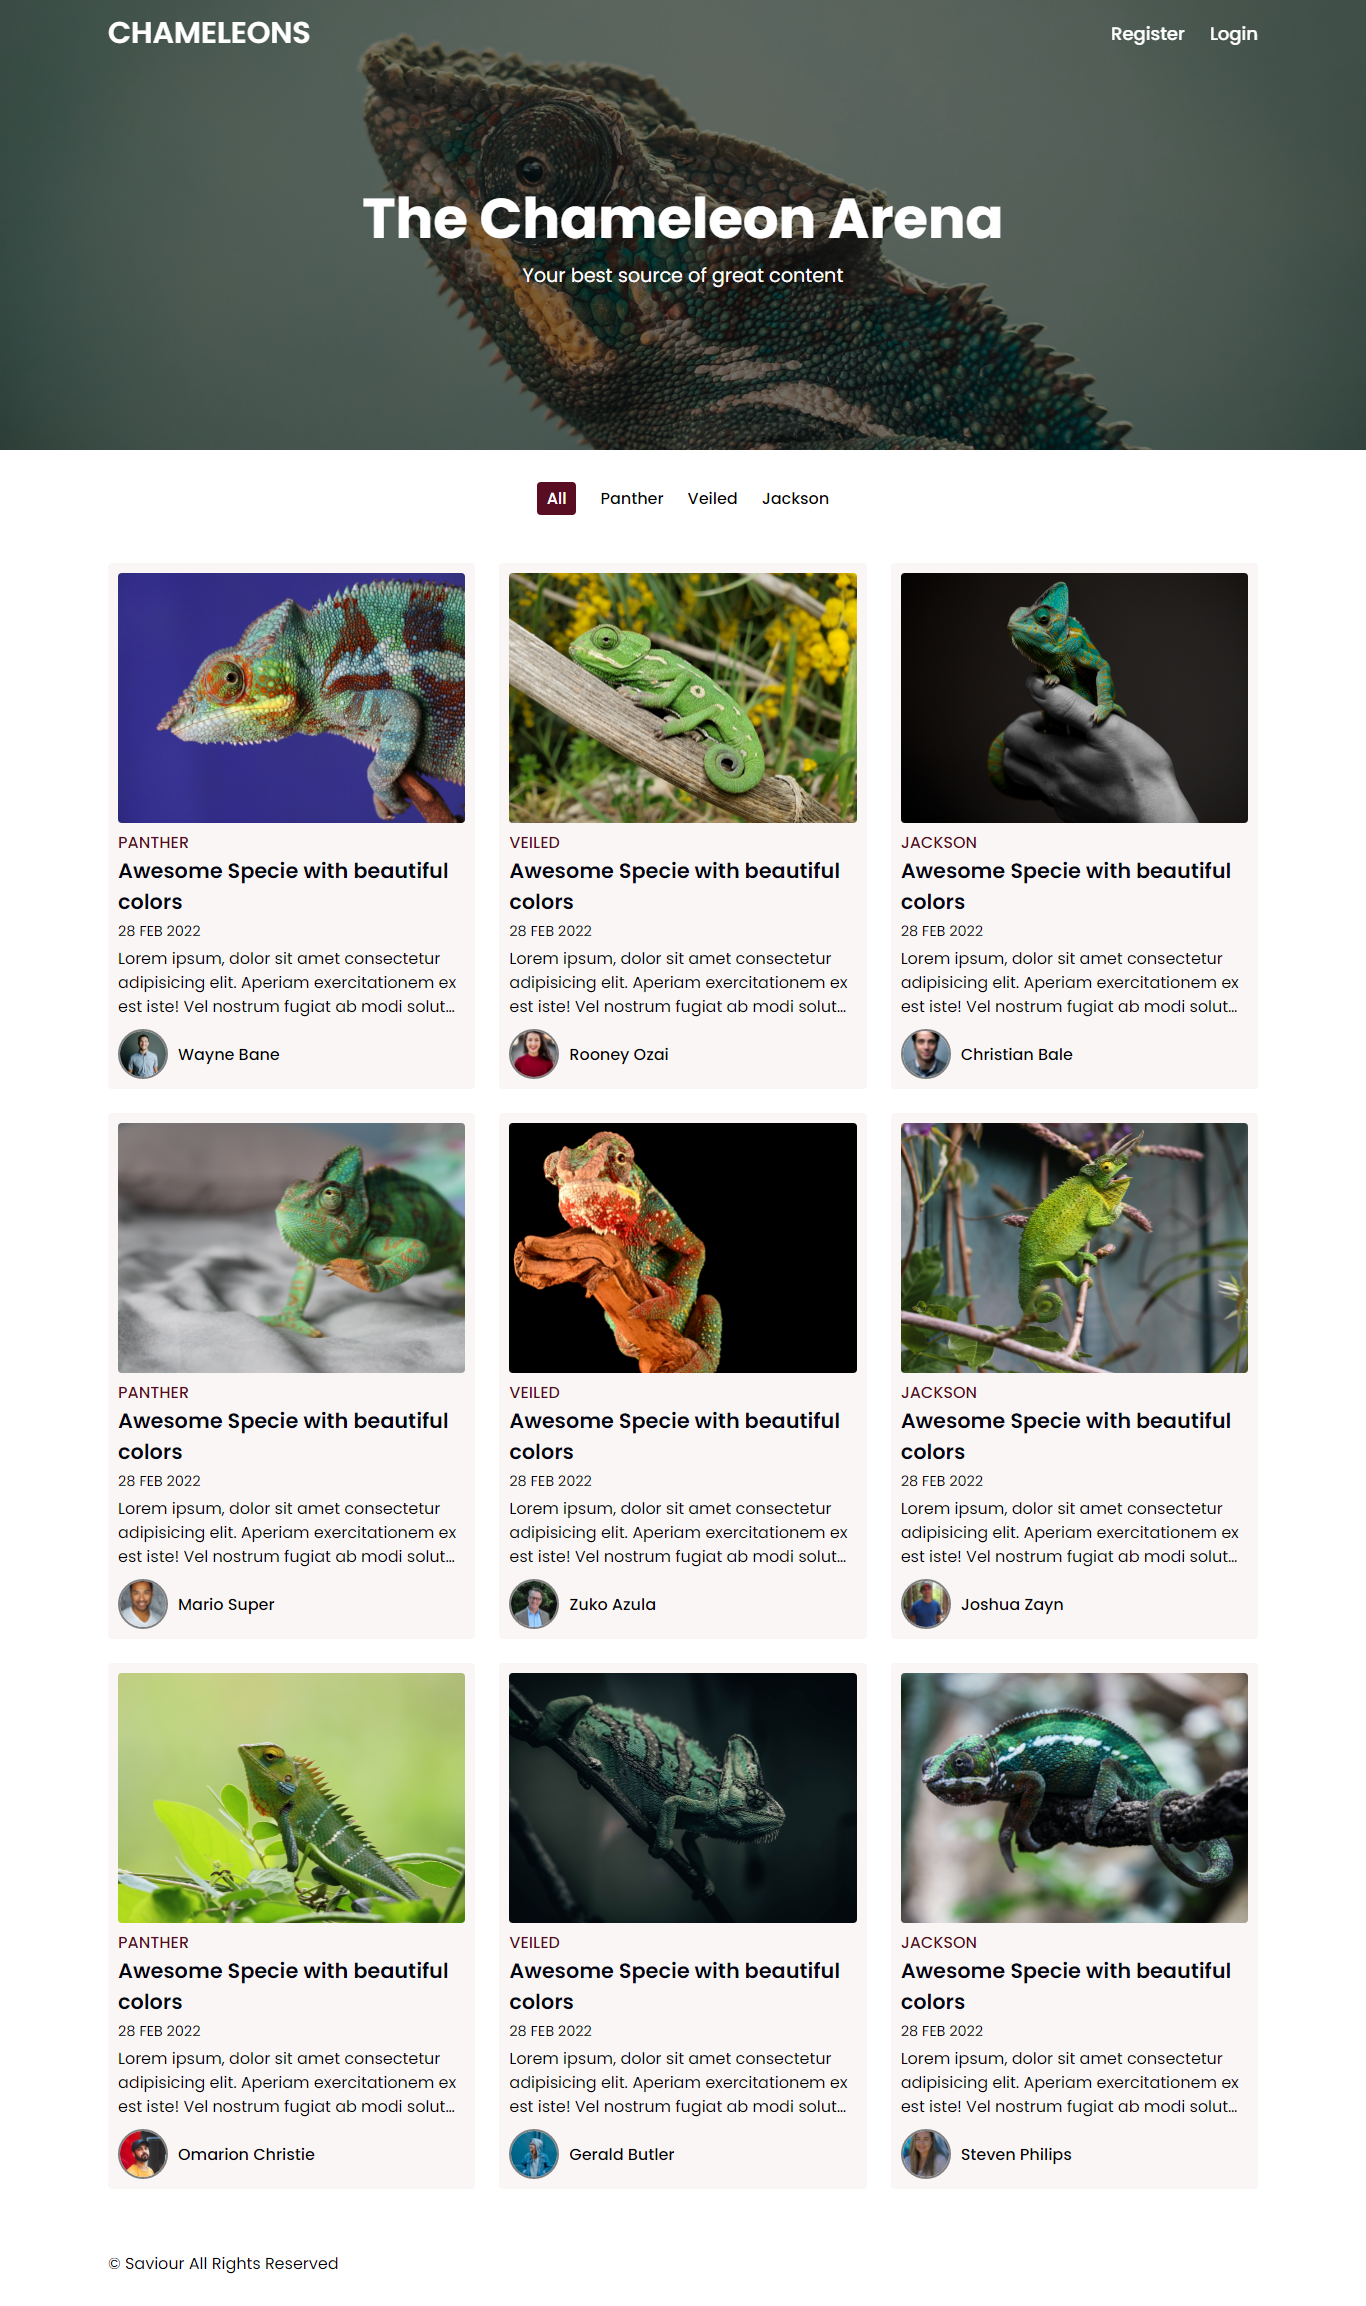 CHAMELEONS
Register Login
The Chameleon Arena
Your best source of great content
All Panther Veiled Jackson
PANTHER
Awesome Specie with beautiful
colors
28 FEB 2022
Lorem ipsum, dolor sit amet consectetur
adipisicing elit. Aperiam exercitationem ex
est iste! Vel nostrum fugiat ab modi solut...
Wayne Bane
VEILED
Awesome Specie with beautiful
colors
28 FEB 2022
Lorem ipsum, dolor sit amet consectetur
adipisicing elit. Aperiam exercitationem ex
est iste! Vel nostrum fugiat ab modi solut...
Rooney Ozai
JACKSON
Awesome Specie with beautiful
colors
28 FEB 2022
Lorem ipsum, dolor sit amet consectetur
adipisicing elit. Aperiam exercitationem ex
est iste! Vel nostrum fugiat ab modi solut...
Christian Bale
PANTHER
Awesome Specie with beautiful
colors
28 FEB 2022
Lorem ipsum, dolor sit amet consectetur
adipisicing elit. Aperiam exercitationem ex
est iste! Vel nostrum fugiat ab modi solut...
Mario Super
VEILED
Awesome Specie with beautiful
colors
28 FEB 2022
Lorem ipsum, dolor sit amet consectetur
adipisicing elit. Aperiam exercitationem ex
est iste! Vel nostrum fugiat ab modi solut...
Zuko Azula
JACKSON
Awesome Specie with beautiful
colors
28 FEB 2022
Lorem ipsum, dolor sit amet consectetur
adipisicing elit. Aperiam exercitationem ex
est iste! Vel nostrum fugiat ab modi solut...
Joshua Zayn
PANTHER
Awesome Specie with beautiful
colors
28 FEB 2022
Lorem ipsum, dolor sit amet consectetur
adipisicing elit. Aperiam exercitationem ex
est iste! Vel nostrum fugiat ab modi solut...
Omarion Christie
VEILED
Awesome Specie with beautiful
colors
28 FEB 2022
Lorem ipsum, dolor sit amet consectetur
adipisicing elit. Aperiam exercitationem ex
est iste! Vel nostrum fugiat ab modi solut...
Gerald Butler
JACKSON
Awesome Specie with beautiful
colors
28 FEB 2022
Lorem ipsum, dolor sit amet consectetur
adipisicing elit. Aperiam exercitationem ex
est iste! Vel nostrum fugiat ab modi solut...
Steven Philips
© Saviour All Rights Reserved